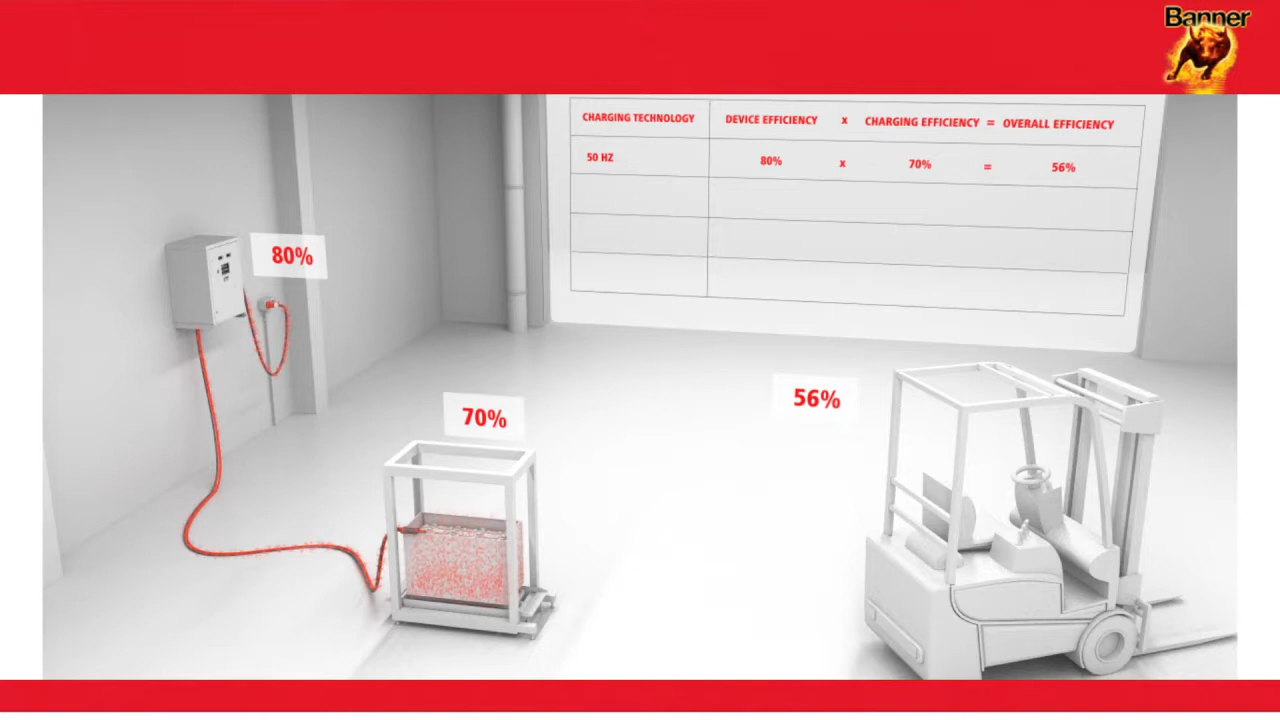 Banner
CHARGING TECHNOLOGY DEVICE EFFICIENCY x CHARGING EFFICIENCY = OVERALL EFFICIENCY
50 HZ 80% x 70% = 56%
80%
56%
70%